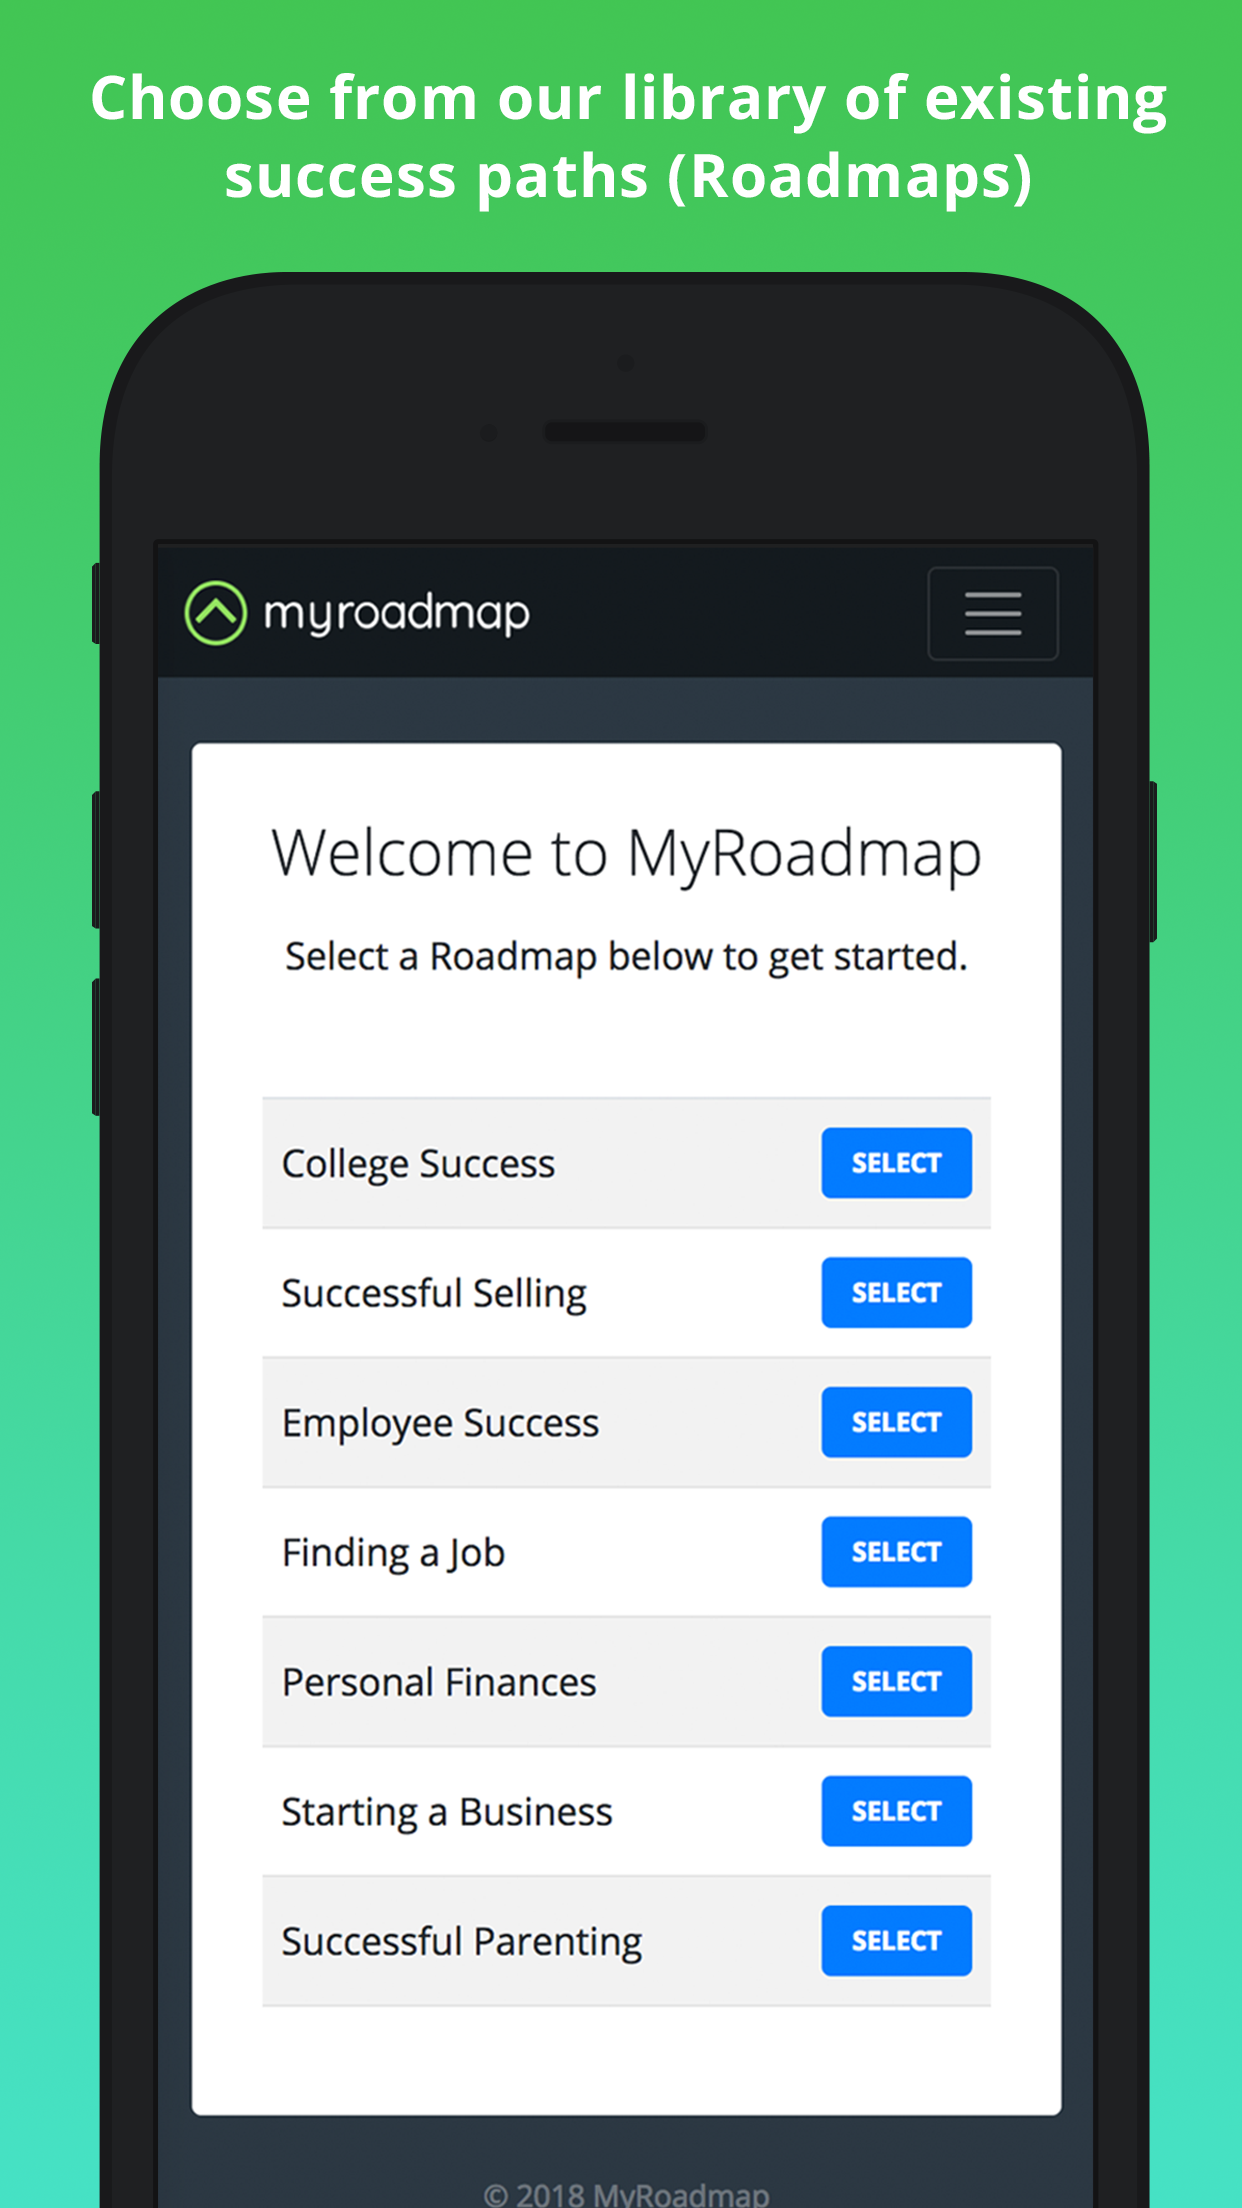 Choose from our library of existing
success paths (Roadmaps)
myroadmap
Welcome to MyRoadmap
Select a Roadmap below to get started.
College Success SELECT
Successful Selling SELECT
Employee Success SELECT
Finding a Job SELECT
Personal Finances SELECT
Starting a Business SELECT
Successful Parenting SELECT
© 2018 MyRoadmap